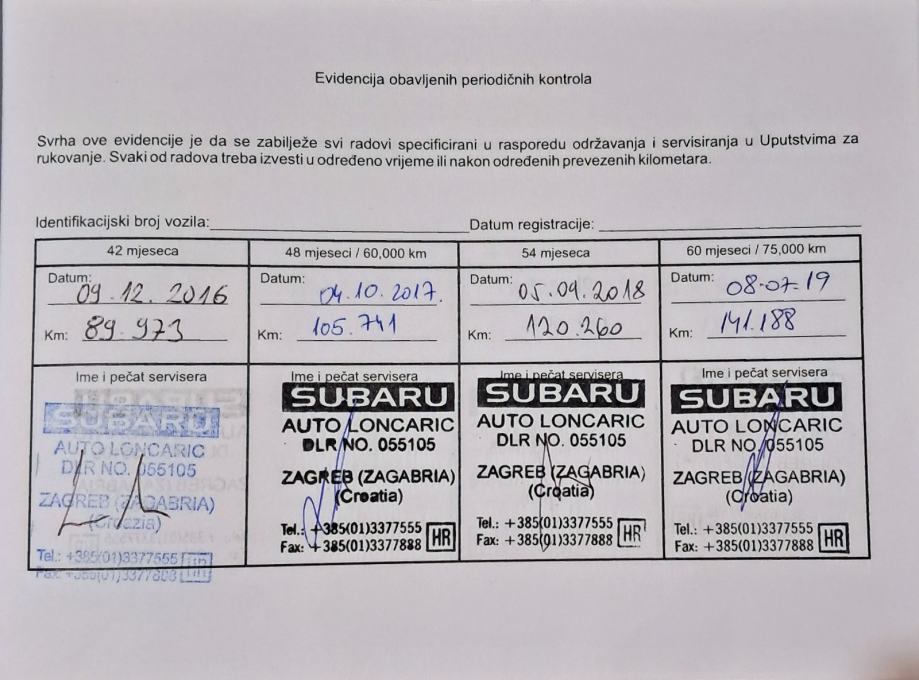 Evidencija obavljenih periodičnih kontrola
Svrha ove evidencije je da se zabilježe svi radovi specificirani u rasporedu održavanja i servisiranja u Uputstvima za
rukovanje. Svaki od radova treba izvesti u određeno vrijeme ili nakon određenih prevezenih kilometara.
Identifikacijski broj vozila: Datum registracije:
42 mjeseca
Datum:
09.12.2016
Km: 89.973
Ime i pečat servisera
SUBARU
AUTO LONCARIC
DLR NO. 055105
ZAGREB (ZAGABRIA)
(Croazia)
Tel.: +385(01)3377555
Fax: +385(01)3377888 HR
48 mjeseci / 60,000 km
Datum:
04.10.2017.
Km: 105.741
Ime i pečat servisera
SUBARU
AUTO LONCARIC
DLR NO. 055105
ZAGREB (ZAGABRIA)
(Croatia)
Tel.: +385(01)3377555
Fax: +385(01)3377888 HR
54 mjeseca
Datum:
05.09.2018
Km: 120.260
Ime i pečat servisera
SUBARU
AUTO LONCARIC
DLR NO. 055105
ZAGREB (ZAGABRIA)
(Croatia)
Tel.: +385(01)3377555
Fax: +385(01)3377888 HR
60 mjeseci / 75,000 km
Datum: 08-07-19
Km: 141.188
Ime i pečat servisera
SUBARU
AUTO LONCARIC
DLR NO. 055105
ZAGREB (ZAGABRIA)
(Croatia)
Tel.: +385(01)3377555
Fax: +385(01)3377888 HR